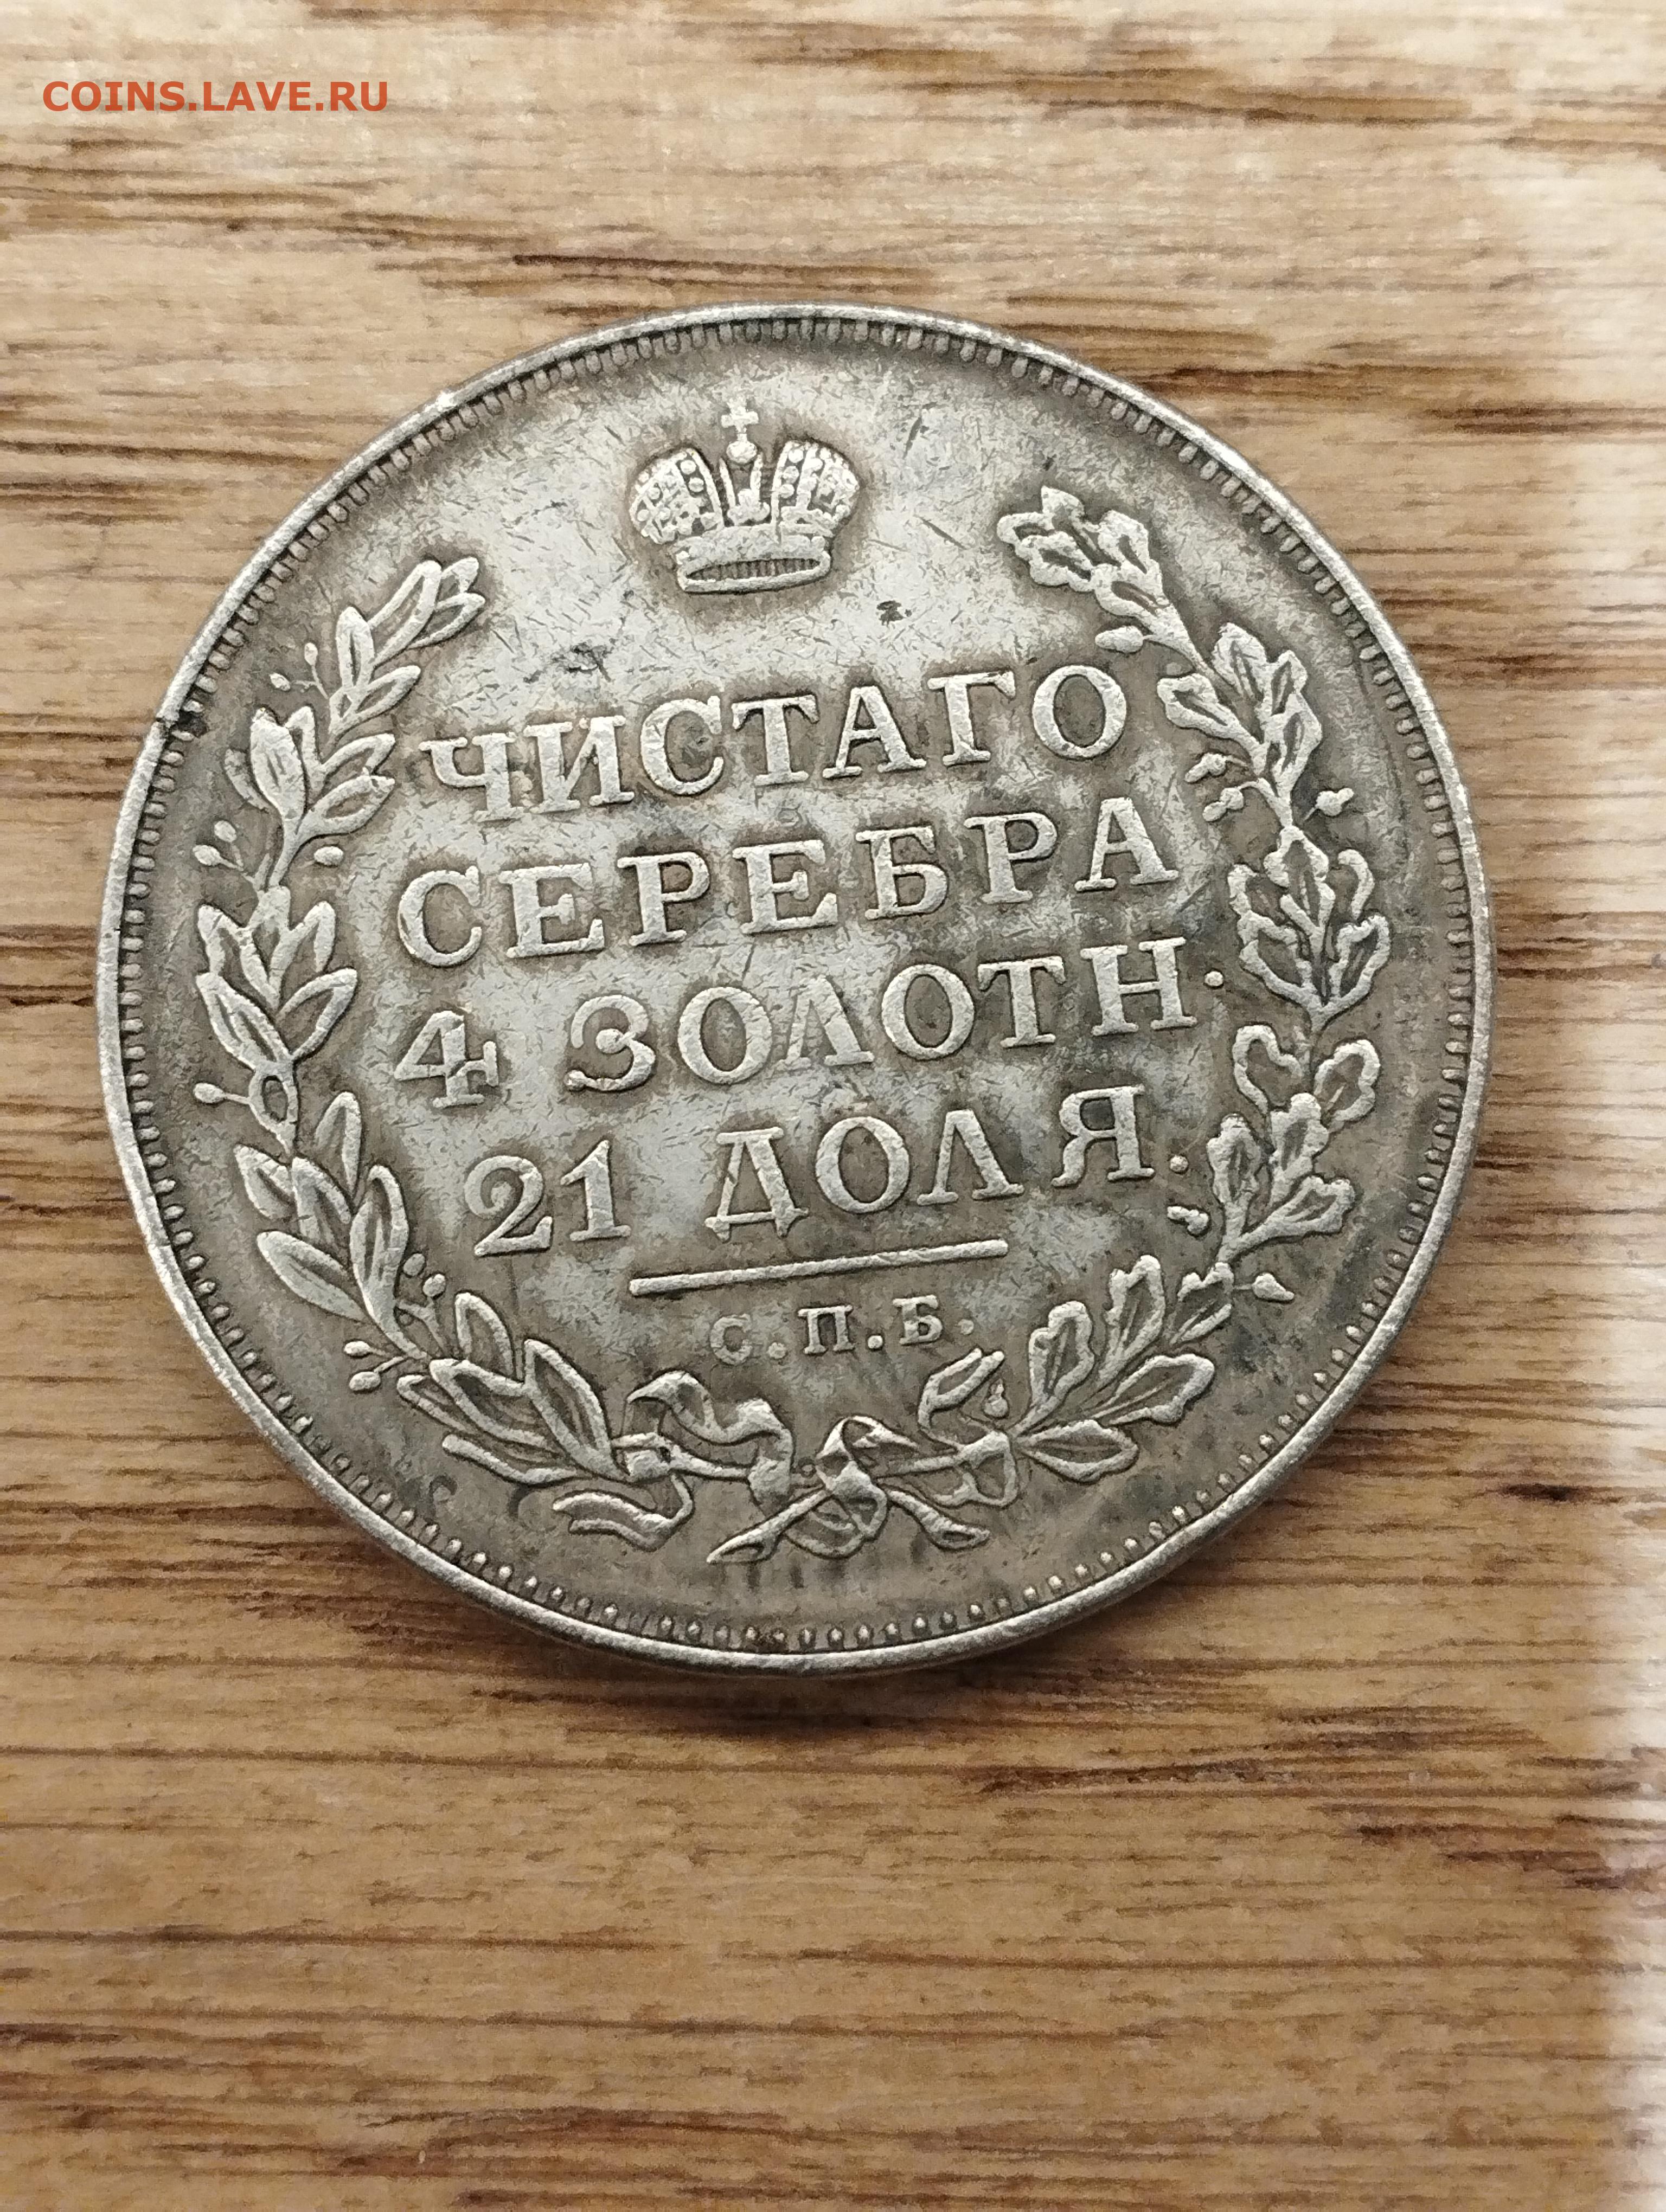 COINS.LAVE.RU
ЧИСТАГО
СЕРЕБРА
4 ЗОЛОТН.
21 ДОЛЯ.
С.П.Б.